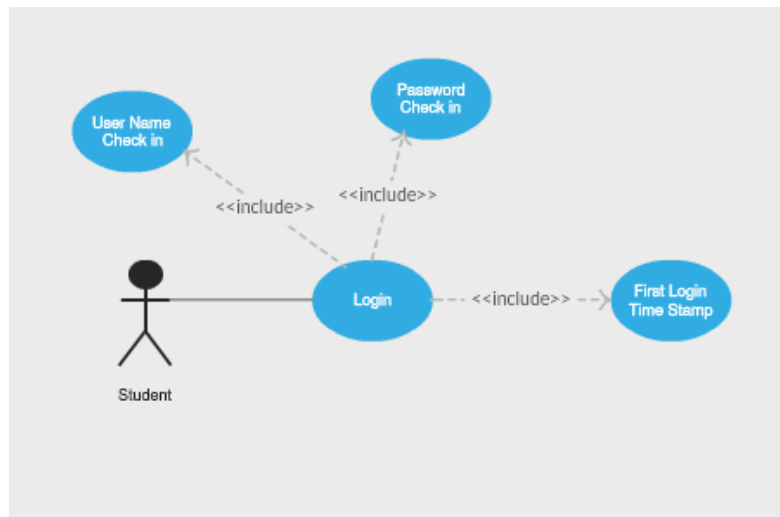 Password
Check in
User Name
Check in
<<include>>
<<include>>
Login
<<include>>
First Login
Time Stamp
Student